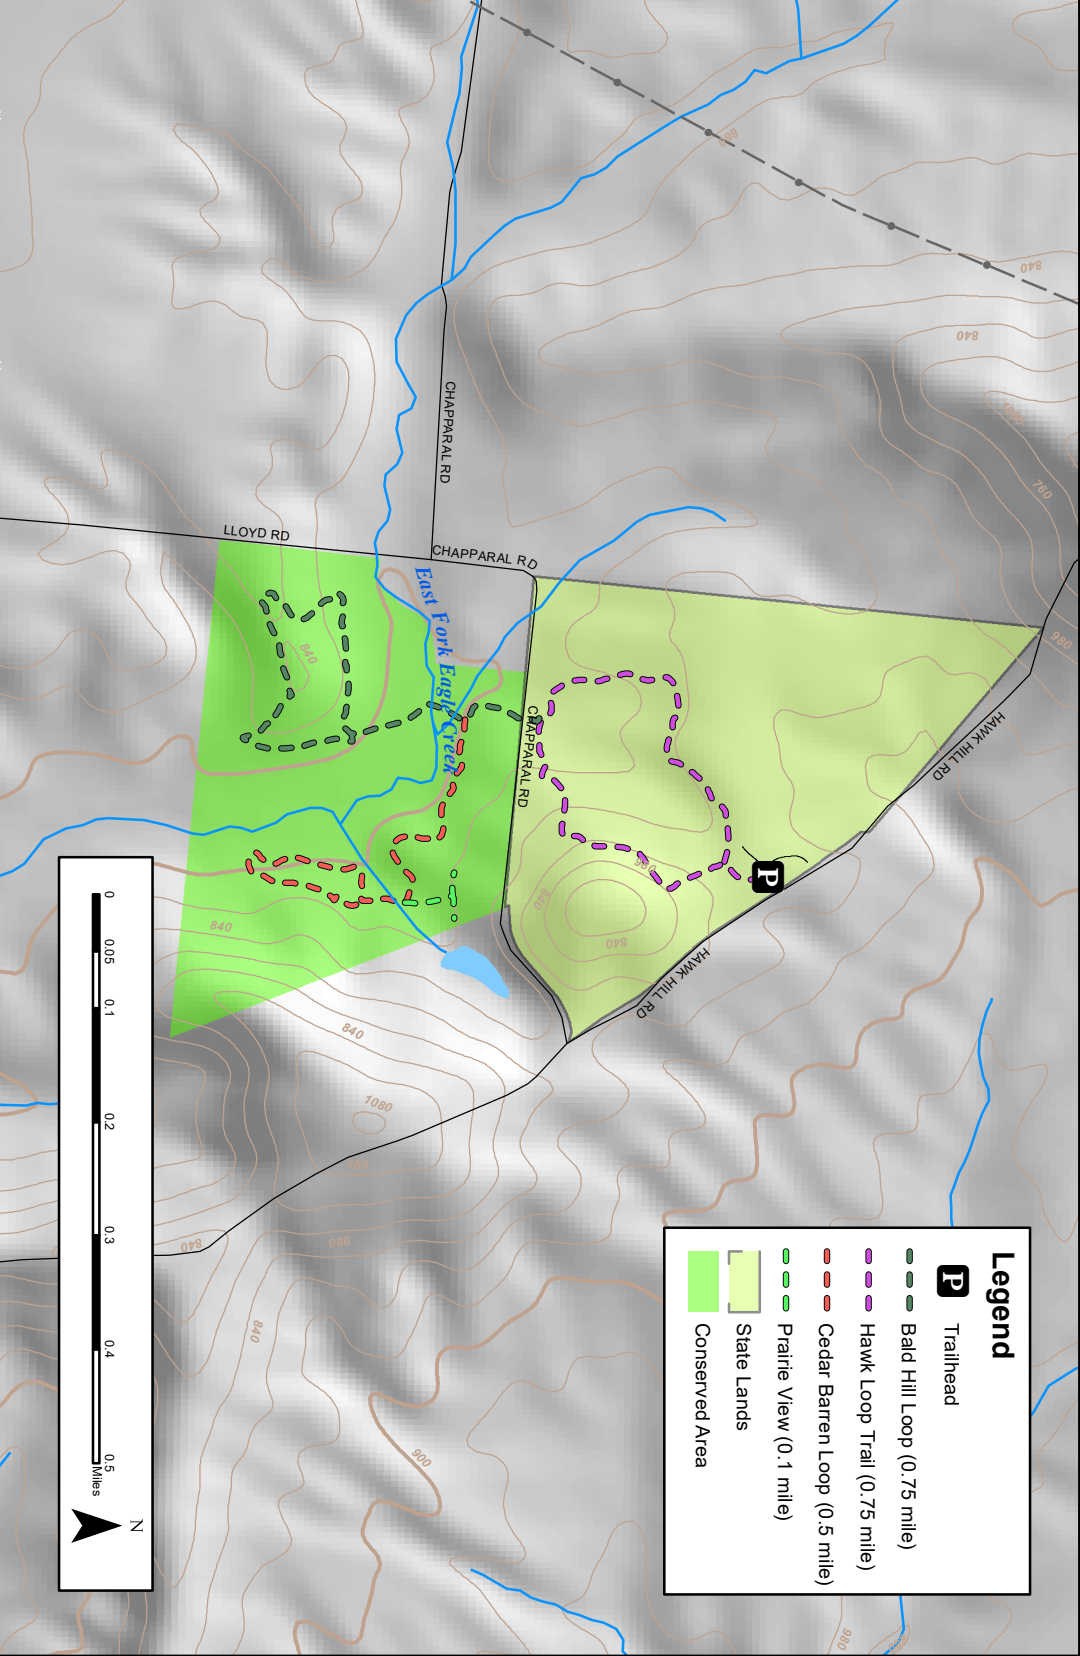 Legend
Trailhead
Bald Hill Loop (0.75 mile)
Hawk Loop Trail (0.75 mile)
Cedar Barren Loop (0.5 mile)
Prairie View (0.1 mile)
State Lands
Conserved Area
P
P
HAWK HILL RD
HAWK HILL RD
CHAPPARAL RD
CHAPPARAL RD
CHAPPARAL RD
LLOYD RD
East Fork Eagle Creek
840
840
760
980
840
840
840
840
840
1080
840
840
900
980
0 0.05 0.1 0.2 0.3 0.4 0.5
Miles
N